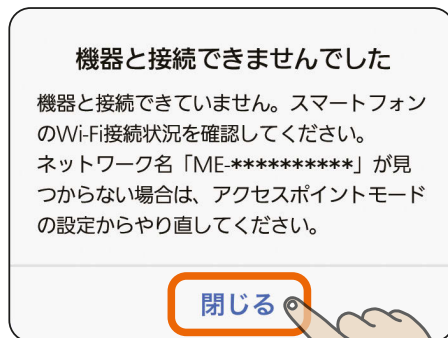 機器と接続できませんでした
機器と接続できていません。スマートフォン
のWi-Fi接続状況を確認してください。
ネットワーク名「ME-**********」が見
つからない場合は、アクセスポイントモード
の設定からやり直してください。
閉じる